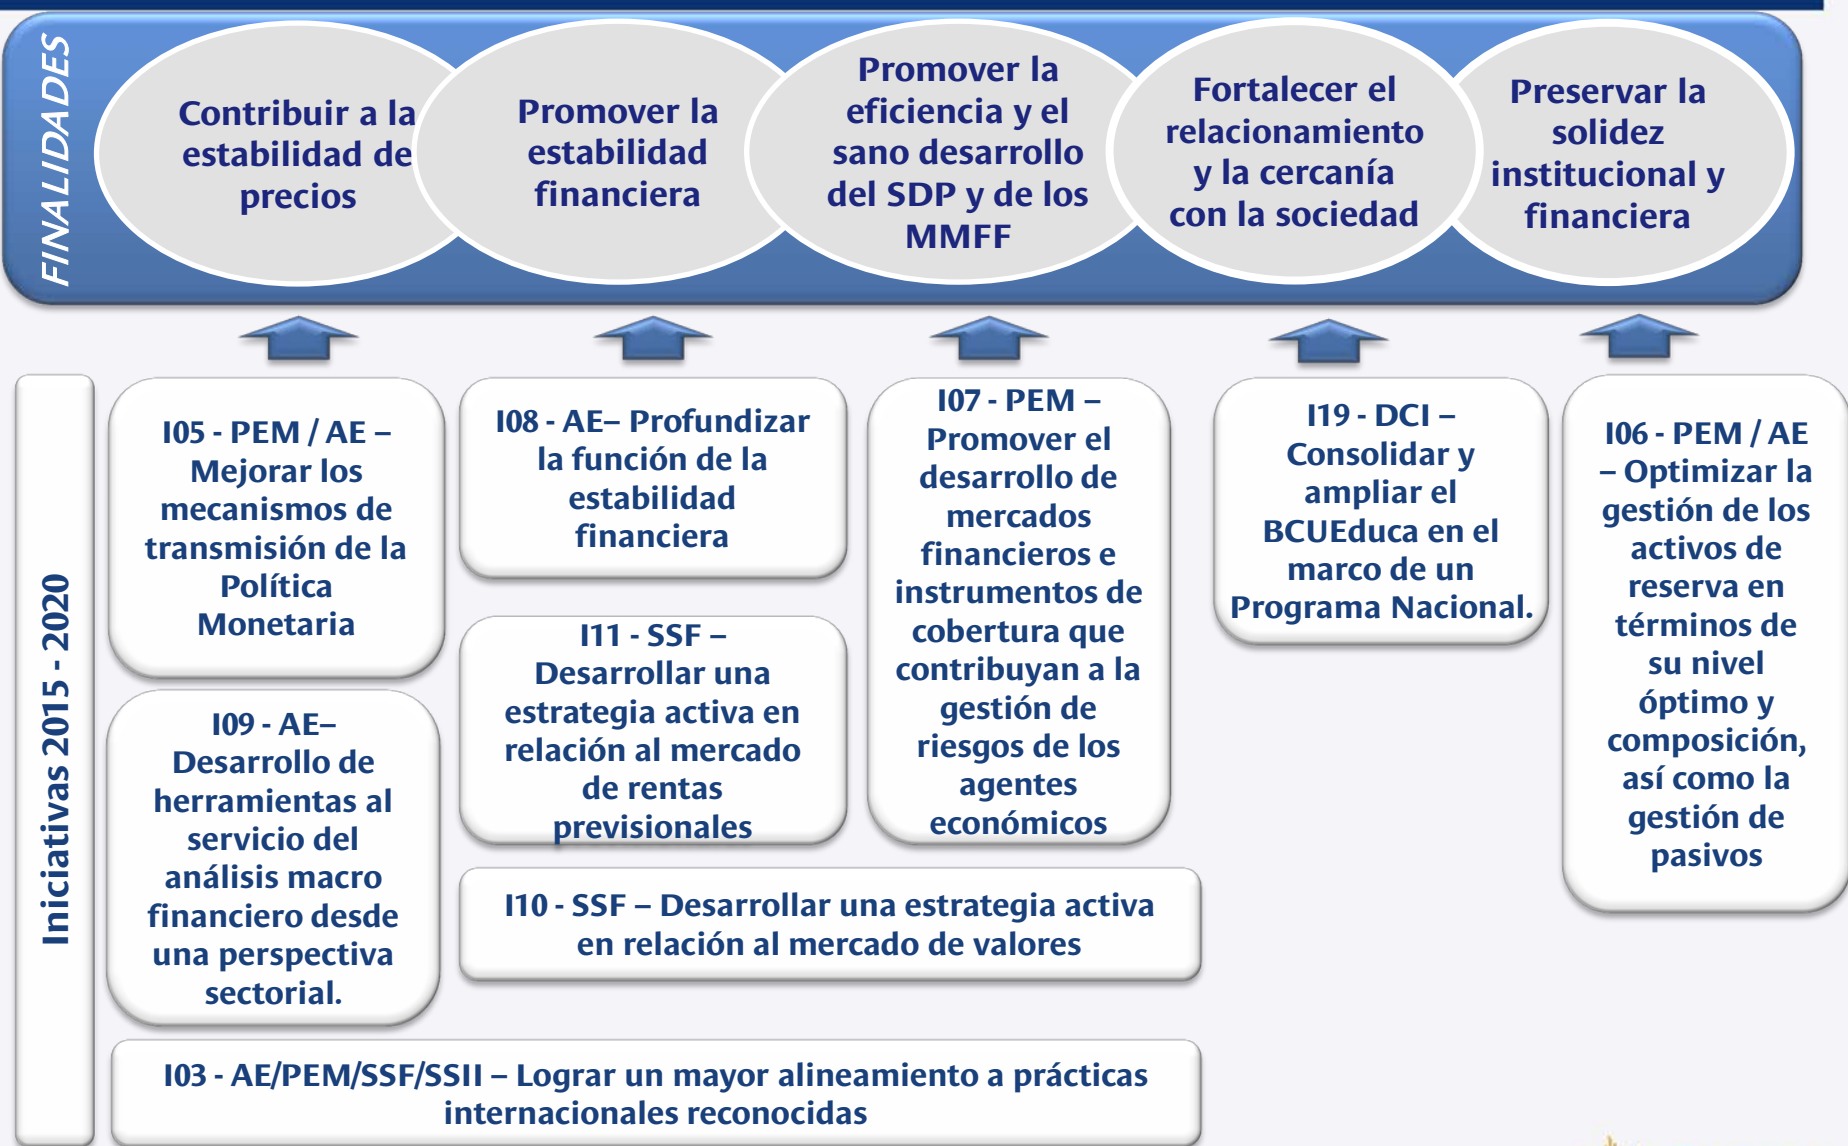 FINALIDADES
Contribuir a la
estabilidad de
precios
Promover la
estabilidad
financiera
Promover la
eficiencia y el
sano desarrollo
del SDP y de los
MMFF
Fortalecer el
relacionamiento
y la cercanía
con la sociedad
Preservar la
solidez
institucional y
financiera
Iniciativas 2015 - 2020
I05 - PEM / AE –
Mejorar los
mecanismos de
transmisión de la
Política
Monetaria
I09 - AE–
Desarrollo de
herramientas al
servicio del
análisis macro
financiero desde
una perspectiva
sectorial.
I08 - AE– Profundizar
la función de la
estabilidad
financiera
I11 - SSF –
Desarrollar una
estrategia activa en
relación al mercado
de rentas
previsionales
I07 - PEM –
Promover el
desarrollo de
mercados
financieros e
instrumentos de
cobertura que
contribuyan a la
gestión de
riesgos de los
agentes
económicos
I19 - DCI –
Consolidar y
ampliar el
BCUEduca en el
marco de un
Programa Nacional.
I06 - PEM / AE
– Optimizar la
gestión de los
activos de
reserva en
términos de
su nivel
óptimo y
composición,
así como la
gestión de
pasivos
I10 - SSF – Desarrollar una estrategia activa
en relación al mercado de valores
I03 - AE/PEM/SSF/SSII – Lograr un mayor alineamiento a prácticas
internacionales reconocidas